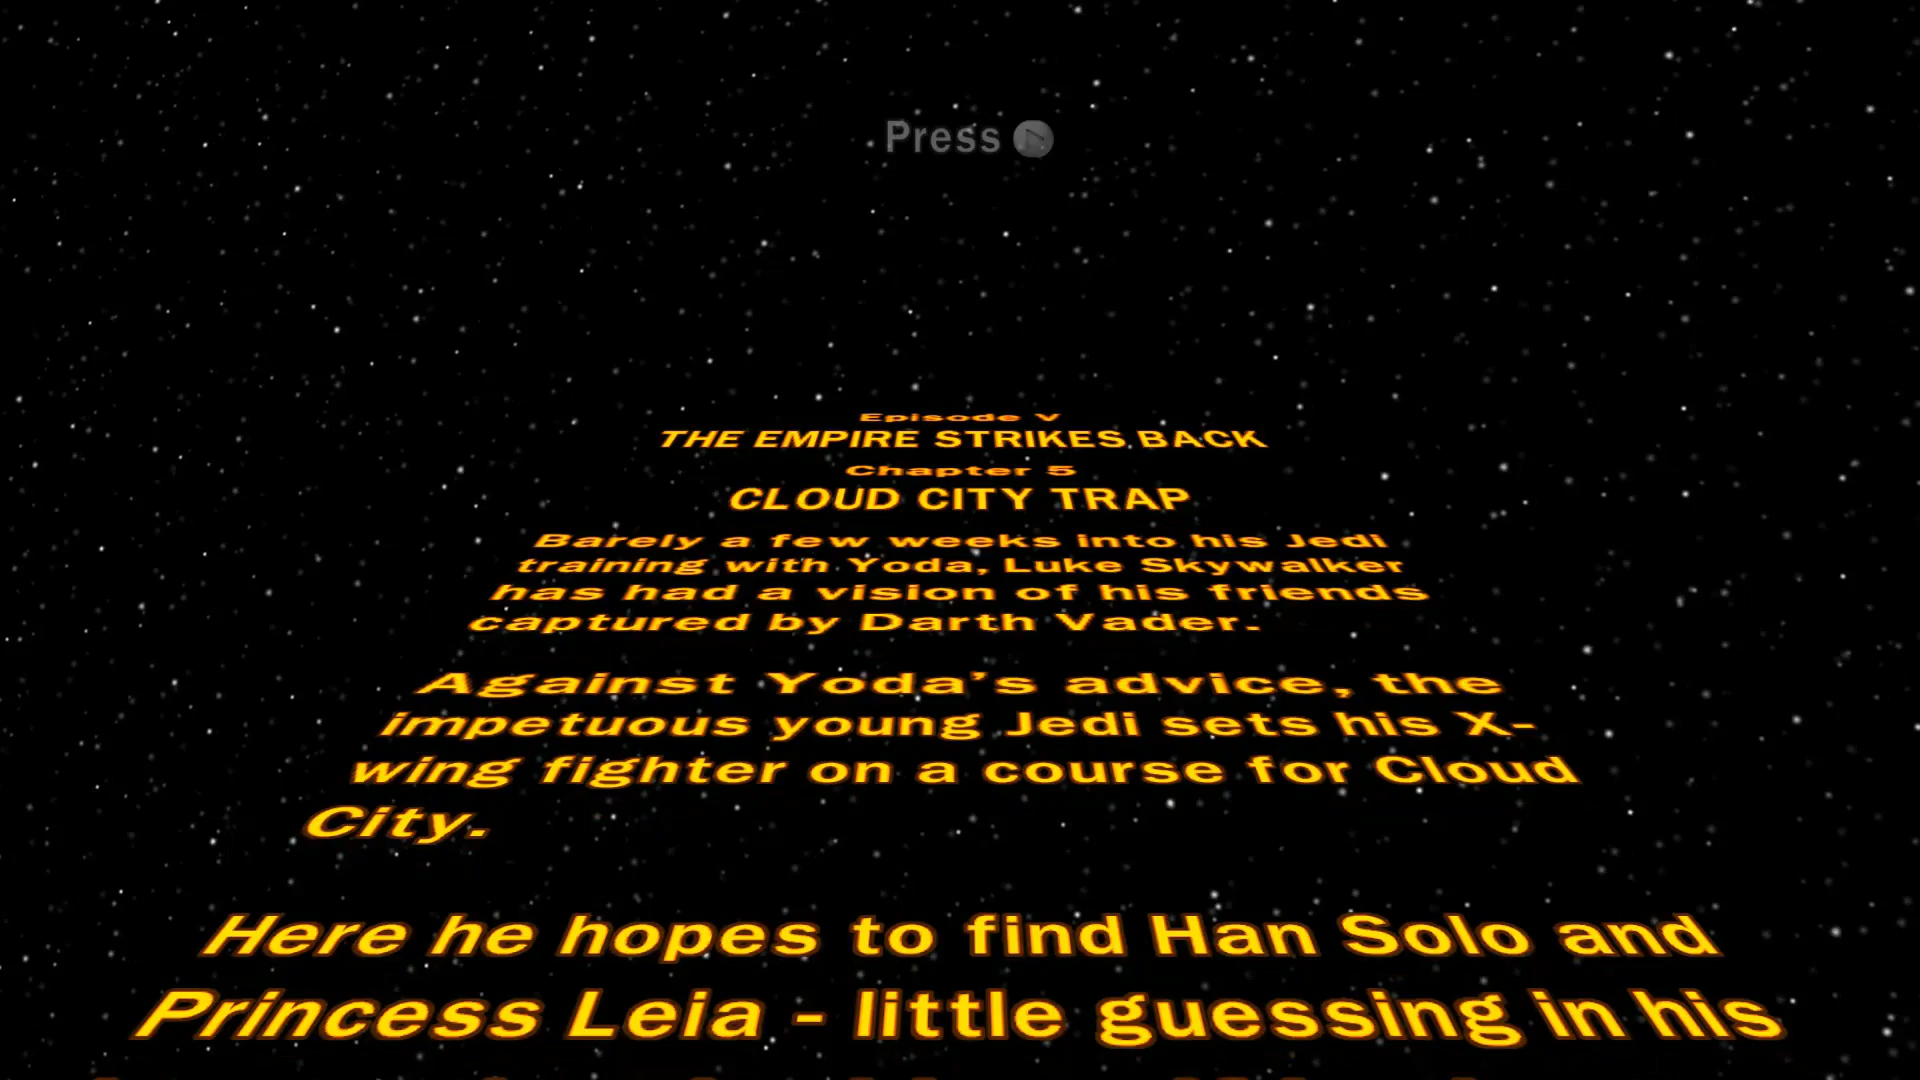 Press
Episode V
THE EMPIRE STRIKES BACK
Chapter 5
CLOUD CITY TRAP
Barely a few weeks into his Jedi
training with Yoda, Luke Skywalker
has had a vision of his friends
captured by Darth Vader.
Against Yoda's advice, the
impetuous young Jedi sets his X-
wing fighter on a course for Cloud
City.
Here he hopes to find Han Solo and
Princess Leia - little guessing in his